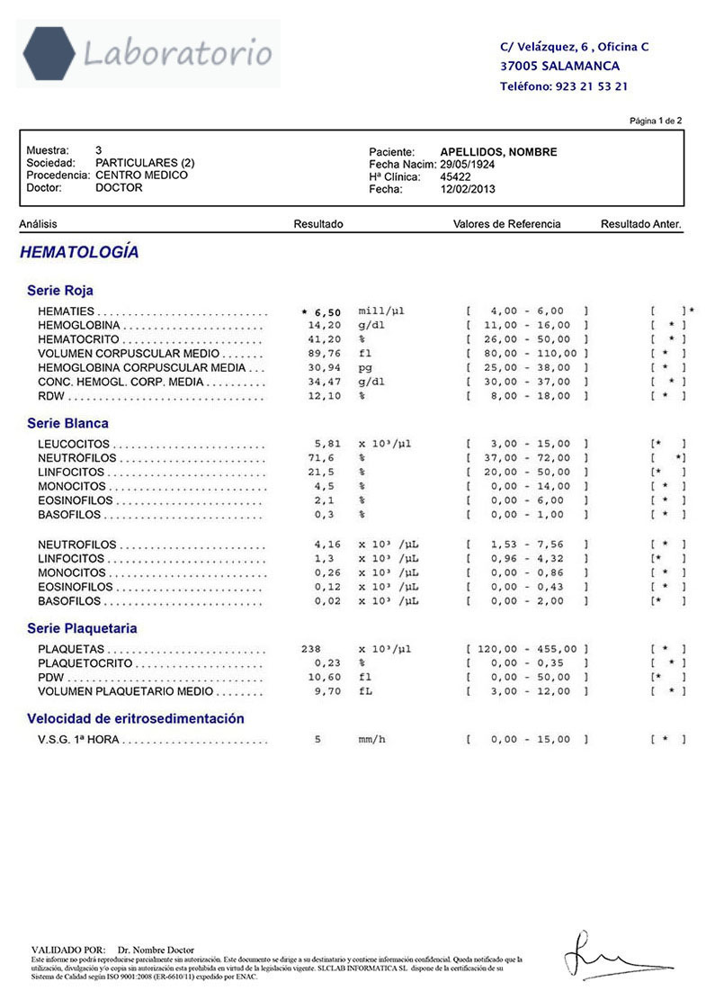 Laboratorio
C/ Velázquez, 6 , Oficina C
37005 SALAMANCA
Teléfono: 923 21 53 21
Página 1 de 2
Muestra: 3 Paciente: APELLIDOS, NOMBRE
Sociedad: PARTICULARES (2) Fecha Nacim: 29/05/1924
Procedencia: CENTRO MEDICO Hª Clínica: 45422
Doctor: DOCTOR Fecha: 12/02/2013
Análisis Resultado Valores de Referencia Resultado Anter.
HEMATOLOGÍA
Serie Roja
HEMATIES . . . . . . . . . . . . . . . . . . . . . . . . . . . * 6,50 mill/µl [ 4,00 - 6,00 ] [ ]*
HEMOGLOBINA . . . . . . . . . . . . . . . . . . . . . . 14,20 g/dl [ 11,00 - 16,00 ] [ * ]
HEMATOCRITO . . . . . . . . . . . . . . . . . . . . . . 41,20 % [ 26,00 - 50,00 ] [ * ]
VOLUMEN CORPUSCULAR MEDIO . . . . . . . 89,76 fl [ 80,00 - 110,00 ] [ * ]
HEMOGLOBINA CORPUSCULAR MEDIA . . . 30,94 pg [ 25,00 - 38,00 ] [ * ]
CONC. HEMOGL. CORP. MEDIA . . . . . . . . . . 34,47 g/dl [ 30,00 - 37,00 ] [ * ]
RDW . . . . . . . . . . . . . . . . . . . . . . . . . . . . . . . 12,10 % [ 8,00 - 18,00 ] [ * ]
Serie Blanca
LEUCOCITOS . . . . . . . . . . . . . . . . . . . . . . . . 5,81 x 10³/µl [ 3,00 - 15,00 ] [* ]
NEUTROFILOS . . . . . . . . . . . . . . . . . . . . . . . 71,6 % [ 37,00 - 72,00 ] [ *]
LINFOCITOS . . . . . . . . . . . . . . . . . . . . . . . . 21,5 % [ 20,00 - 50,00 ] [* ]
MONOCITOS . . . . . . . . . . . . . . . . . . . . . . . . . 4,5 % [ 0,00 - 14,00 ] [ * ]
EOSINOFILOS . . . . . . . . . . . . . . . . . . . . . . . 2,1 % [ 0,00 - 6,00 ] [ * ]
BASOFILOS . . . . . . . . . . . . . . . . . . . . . . . . . 0,3 % [ 0,00 - 1,00 ] [ * ]
NEUTROFILOS . . . . . . . . . . . . . . . . . . . . . . . 4,16 x 10³ /µL [ 1,53 - 7,56 ] [ * ]
LINFOCITOS . . . . . . . . . . . . . . . . . . . . . . . . 1,3 x 10³ /µL [ 0,96 - 4,32 ] [* ]
MONOCITOS . . . . . . . . . . . . . . . . . . . . . . . . . 0,26 x 10³ /µL [ 0,00 - 0,86 ] [ * ]
EOSINOFILOS . . . . . . . . . . . . . . . . . . . . . . . 0,12 x 10³ /µL [ 0,00 - 0,43 ] [ * ]
BASOFILOS . . . . . . . . . . . . . . . . . . . . . . . . . 0,02 x 10³ /µL [ 0,00 - 2,00 ] [* ]
Serie Plaquetaria
PLAQUETAS . . . . . . . . . . . . . . . . . . . . . . . . . 238 x 10³/µl [ 120,00 - 455,00 ] [ * ]
PLAQUETOCRITO . . . . . . . . . . . . . . . . . . . . 0,23 % [ 0,00 - 0,35 ] [ * ]
PDW . . . . . . . . . . . . . . . . . . . . . . . . . . . . . . . 10,60 fl [ 0,00 - 50,00 ] [* ]
VOLUMEN PLAQUETARIO MEDIO . . . . . . . . 9,70 fL [ 3,00 - 12,00 ] [ * ]
Velocidad de eritrosedimentación
V.S.G. 1ª HORA . . . . . . . . . . . . . . . . . . . . . . . 5 mm/h [ 0,00 - 15,00 ] [ * ]
VALIDADO POR: Dr. Nombre Doctor
Este informe no podrá reproducirse parcialmente sin autorización. Este documento se dirige a su destinatario y contiene información confidencial. Queda notificado que la
utilización, divulgación y/o copia sin autorización esta prohibida en virtud de la legislación vigente. SLCLAB INFORMATICA SL dispone de la certificación de su
Sistema de Calidad según ISO 9001:2008 (ER-6610/11) expedido por ENAC.